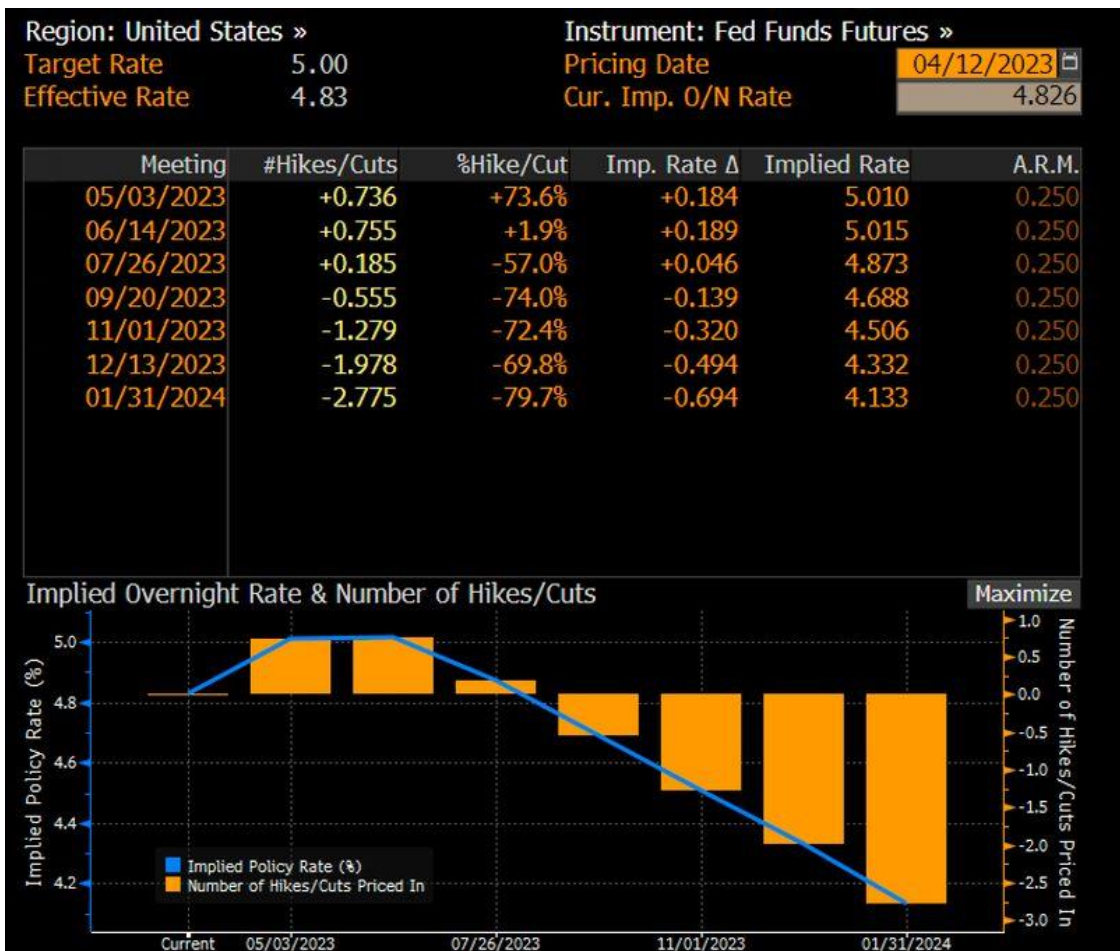 Region: United States » Instrument: Fed Funds Futures »
Target Rate 5.00 Pricing Date 04/12/2023
Effective Rate 4.83 Cur. Imp. O/N Rate 4.826
Meeting #Hikes/Cuts %Hike/Cut Imp. Rate Δ Implied Rate A.R.M.
05/03/2023 +0.736 +73.6% +0.184 5.010 0.250
06/14/2023 +0.755 +1.9% +0.189 5.015 0.250
07/26/2023 +0.185 -57.0% +0.046 4.873 0.250
09/20/2023 -0.555 -74.0% -0.139 4.688 0.250
11/01/2023 -1.279 -72.4% -0.320 4.506 0.250
12/13/2023 -1.978 -69.8% -0.494 4.332 0.250
01/31/2024 -2.775 -79.7% -0.694 4.133 0.250
Implied Overnight Rate & Number of Hikes/Cuts Maximize
Implied Policy Rate (%)
5.0
4.8
4.6
4.4
4.2
Implied Policy Rate (%)
Number of Hikes/Cuts Priced In
1.0
0.5
0.0
-0.5
-1.0
-1.5
-2.0
-2.5
-3.0
Number of Hikes/Cuts Priced In
Current 05/03/2023 07/26/2023 11/01/2023 01/31/2024